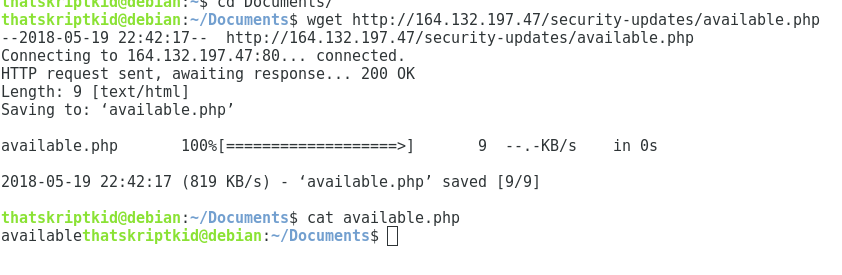 thatskriptkid@debian:~$ cd Documents/
thatskriptkid@debian:~/Documents$ wget http://164.132.197.47/security-updates/available.php
--2018-05-19 22:42:17--  http://164.132.197.47/security-updates/available.php
Connecting to 164.132.197.47:80... connected.
HTTP request sent, awaiting response... 200 OK
Length: 9 [text/html]
Saving to: ‘available.php’
available.php       100%[===================>]       9  --.-KB/s    in 0s
2018-05-19 22:42:17 (819 KB/s) - ‘available.php’ saved [9/9]
thatskriptkid@debian:~/Documents$ cat available.php
availablethatskriptkid@debian:~/Documents$